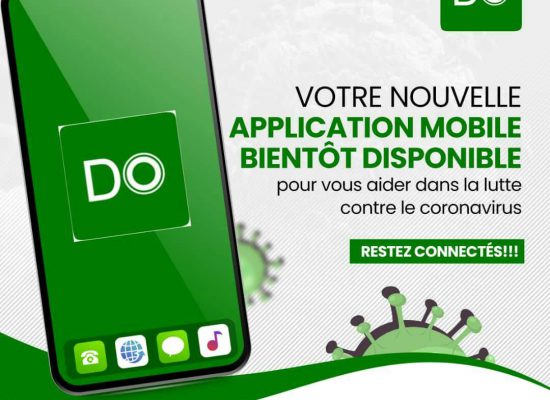 DO
VOTRE NOUVELLE
APPLICATION MOBILE
BIENTÔT DISPONIBLE
pour vous aider dans la lutte
contre le coronavirus
RESTEZ CONNECTÉS!!!
DO